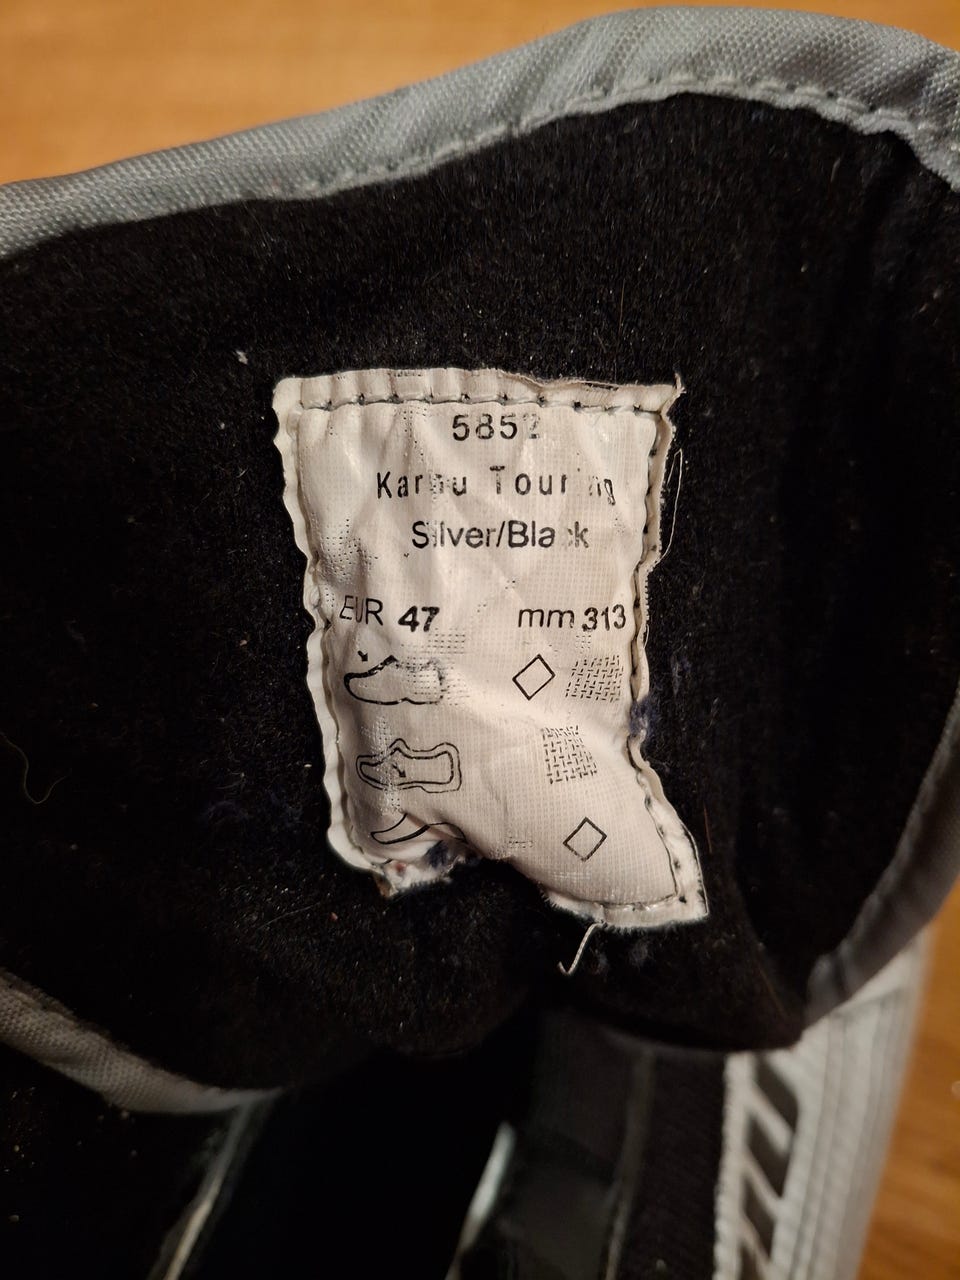 5852
Karhu Touring
Silver/Black
EUR 47 mm 313